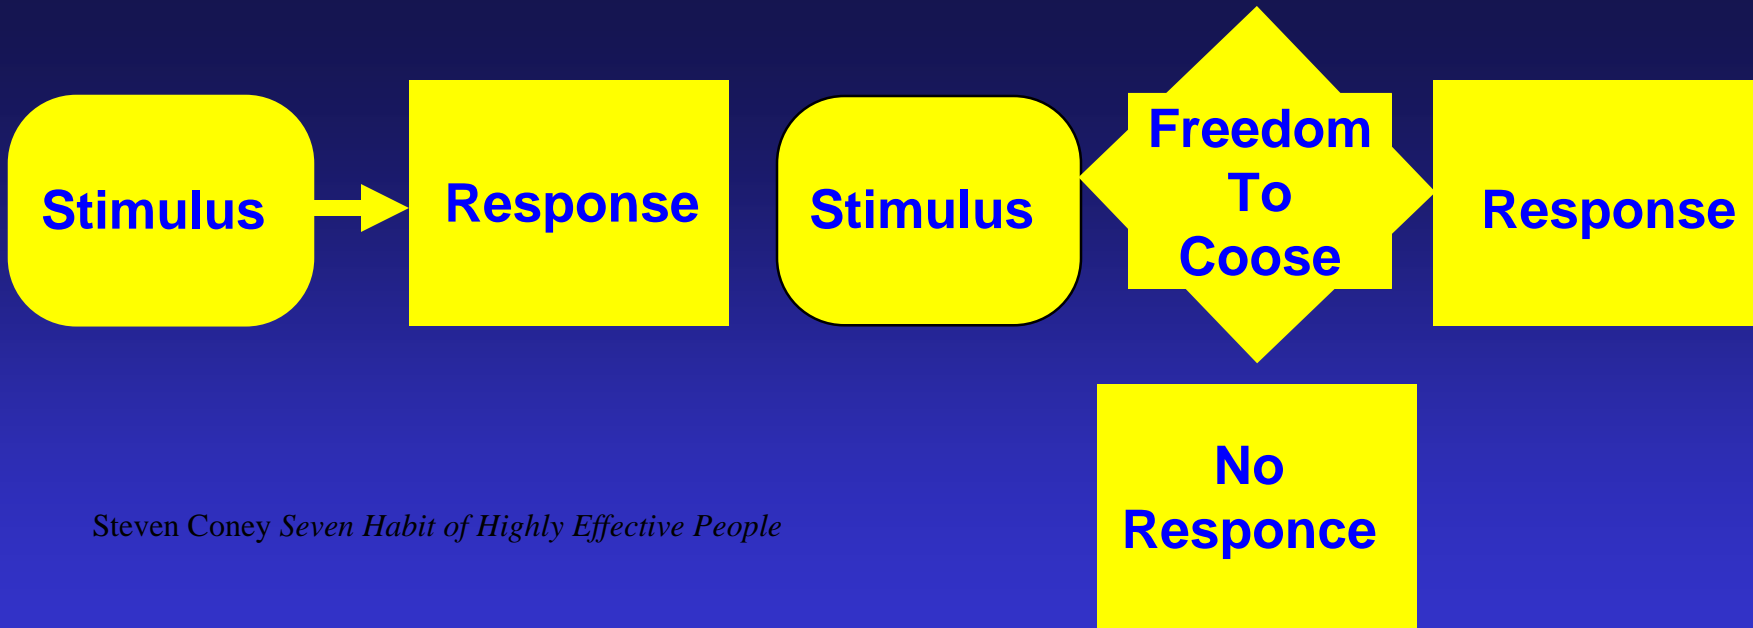 Stimulus
Response
Stimulus
Freedom
To
Coose
Response
No
Responce
Steven Coney Seven Habit of Highly Effective People